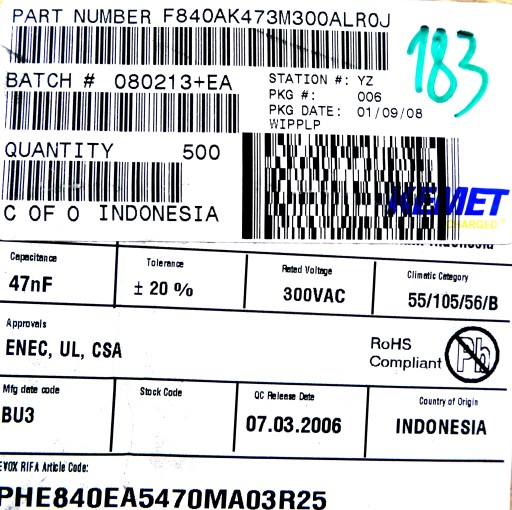 PART NUMBER F840AK473M300ALR0J
183
BATCH # 080213+EA
STATION #: YZ
PKG #: 006
PKG DATE: 01/09/08
WIPPLP
QUANTITY 500
C OF O INDONESIA
KEMET
CHARGED
Capacitance
47nF
Tolerance
± 20 %
Rated Voltage
300VAC
Climatic Category
55/105/56/B
Approvals
ENEC, UL, CSA
RoHS
Compliant
Pb
Mfg date code
BU3
Stock Code
QC Release Date
07.03.2006
Country of Origin
INDONESIA
EVOX RIFA Article Code:
PHE840EA5470MA03R25